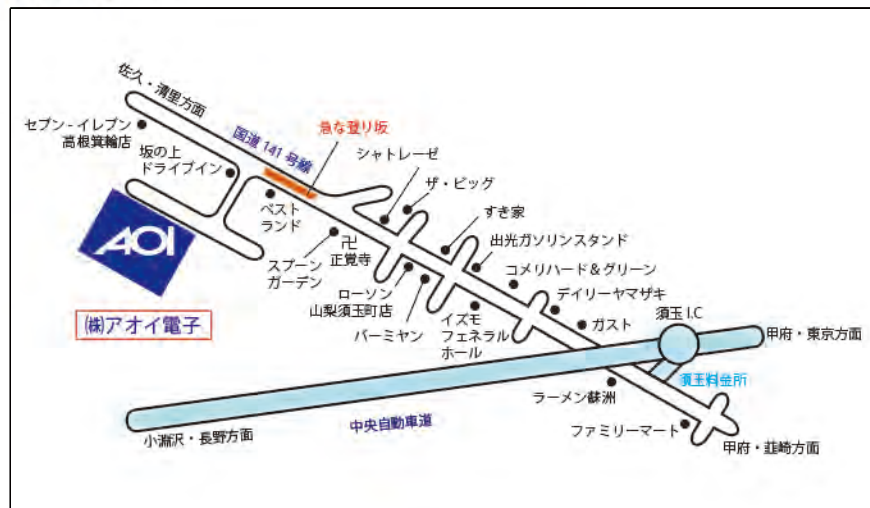 佐久・清里方面
セブン-イレブン
高根箕輪店
国道141号線
急な登り坂
シャトレーゼ
坂の上
ドライブイン
ザ・ビッグ
ベスト
ランド
すき家
卍
正覚寺
出光ガソリンスタンド
AOI
スプーン
ガーデン
コメリハード&グリーン
ローソン
山梨須玉町店
デイリーヤマザキ
須玉I.C
㈱アオイ電子
バーミヤン
イズモ
フェネラル
ホール
ガスト
甲府・東京方面
須玉料金所
ラーメン蘇洲
中央自動車道
小淵沢・長野方面
ファミリーマート
甲府・韮崎方面